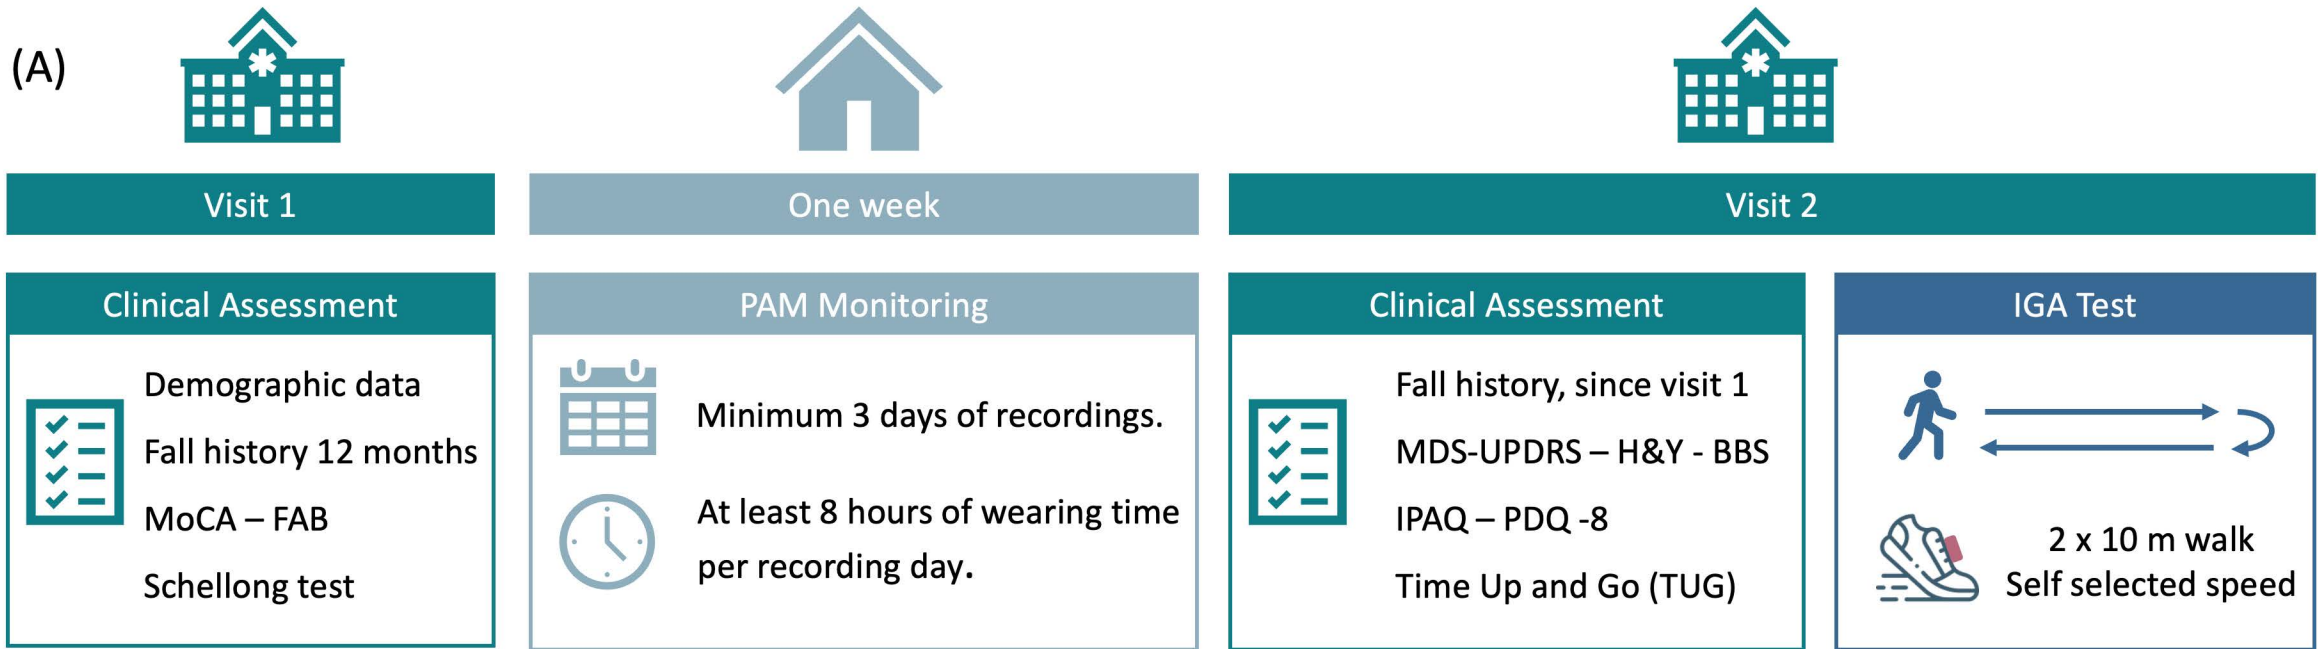 (A)
Visit 1
One week
Visit 2
Clinical Assessment
Demographic data
Fall history 12 months
MoCA – FAB
Schellong test
PAM Monitoring
Minimum 3 days of recordings.
At least 8 hours of wearing time
per recording day.
Clinical Assessment
Fall history, since visit 1
MDS-UPDRS – H&Y - BBS
IPAQ – PDQ -8
Time Up and Go (TUG)
IGA Test
2 x 10 m walk
Self selected speed